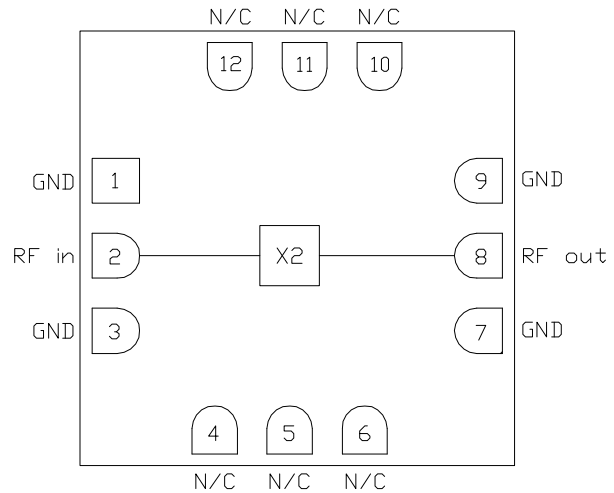 N/C N/C N/C
12 11 10
GND 1 9 GND
RF in 2 X2 8 RF out
GND 3 7 GND
4 5 6
N/C N/C N/C